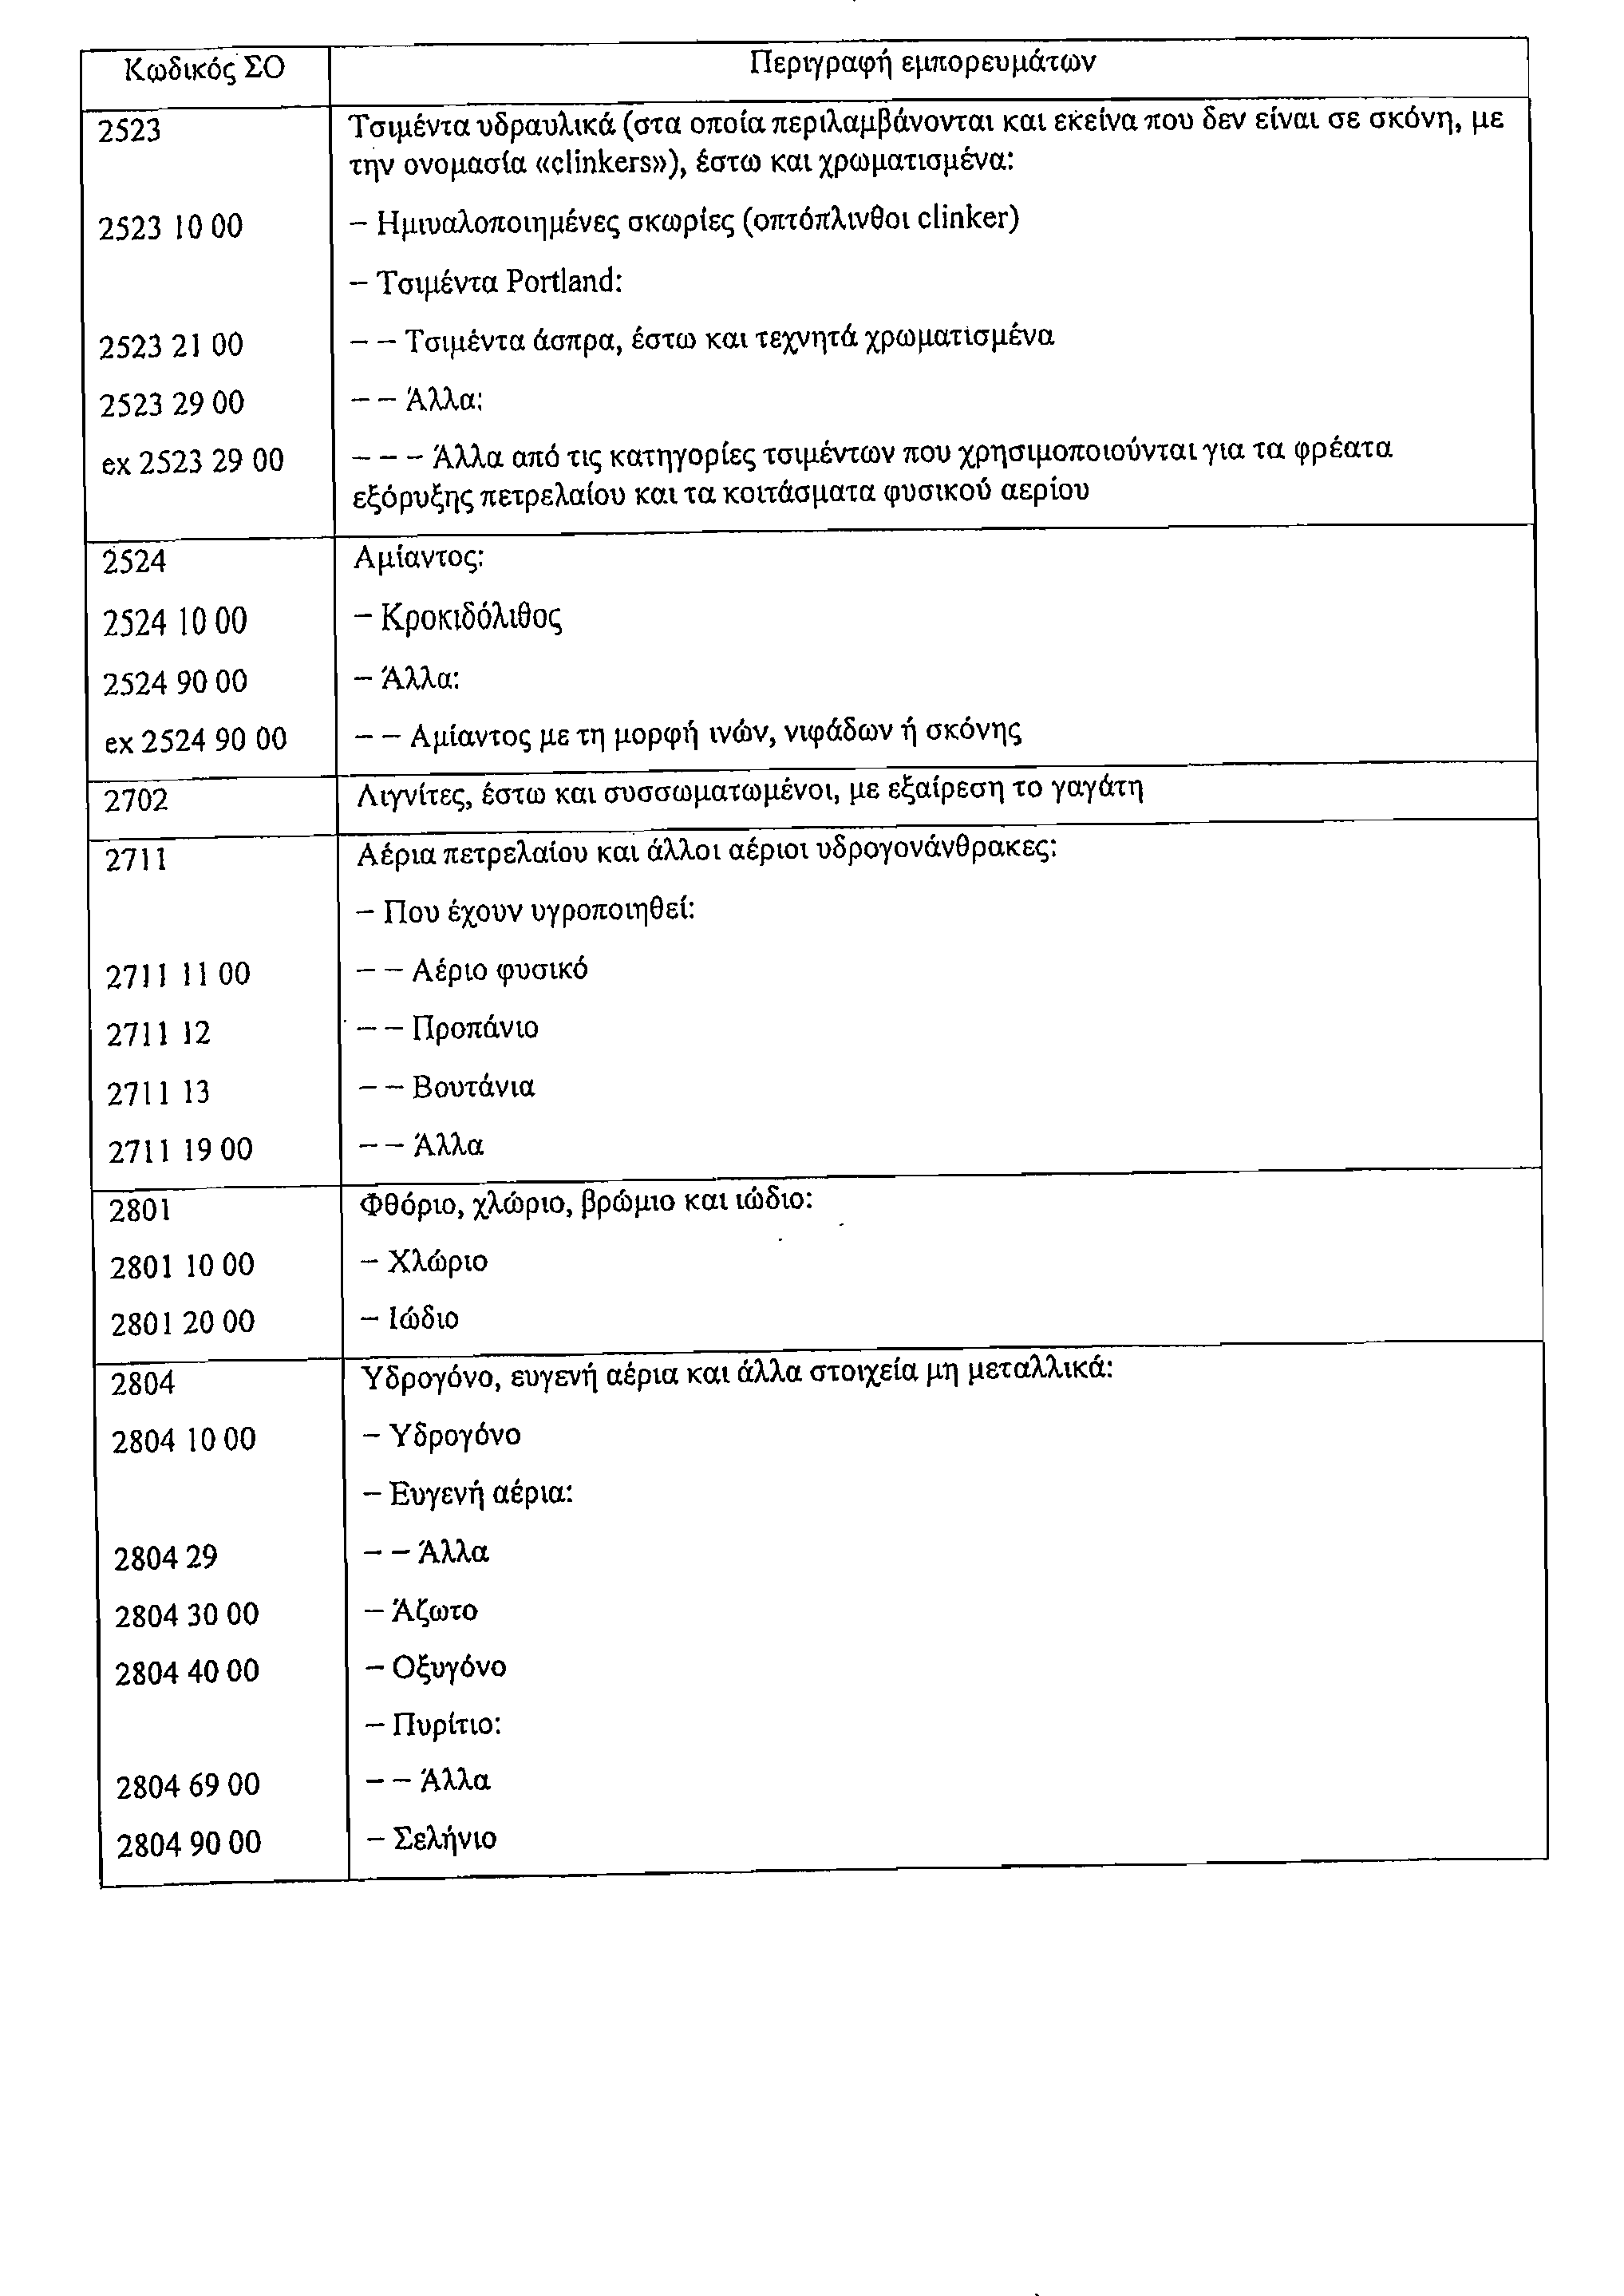 Κωδικός ΣΟ Περιγραφή εμπορευμάτων
2523 Τσιμέντα υδραυλικά (στα οποία περιλαμβάνονται και εκείνα που δεν είναι σε σκόνη, με
την ονομασία «clinkers»), έστω και χρωματισμένα:
2523 10 00 – Ημιυαλοποιημένες σκωρίες (οπτόπλινθοι clinker)
– Τσιμέντα Portland:
2523 21 00 – – Τσιμέντα άσπρα, έστω και τεχνητά χρωματισμένα
2523 29 00 – – Άλλα:
ex 2523 29 00 – – – Άλλα από τις κατηγορίες τσιμέντων που χρησιμοποιούνται για τα φρέατα
εξόρυξης πετρελαίου και τα κοιτάσματα φυσικού αερίου
2524 Αμίαντος:
2524 10 00 – Κροκιδόλιθος
2524 90 00 – Άλλα:
ex 2524 90 00 – – Αμίαντος με τη μορφή ινών, νιφάδων ή σκόνης
2702 Λιγνίτες, έστω και συσσωματωμένοι, με εξαίρεση το γαγάτη
2711 Αέρια πετρελαίου και άλλοι αέριοι υδρογονάνθρακες:
– Που έχουν υγροποιηθεί:
2711 11 00 – – Αέριο φυσικό
2711 12 – – Προπάνιο
2711 13 – – Βουτάνια
2711 19 00 – – Άλλα
2801 Φθόριο, χλώριο, βρώμιο και ιώδιο:
2801 10 00 – Χλώριο
2801 20 00 – Ιώδιο
2804 Υδρογόνο, ευγενή αέρια και άλλα στοιχεία μη μεταλλικά:
2804 10 00 – Υδρογόνο
– Ευγενή αέρια:
2804 29 – – Άλλα
2804 30 00 – Άζωτο
2804 40 00 – Οξυγόνο
– Πυρίτιο:
2804 69 00 – – Άλλα
2804 90 00 – Σελήνιο